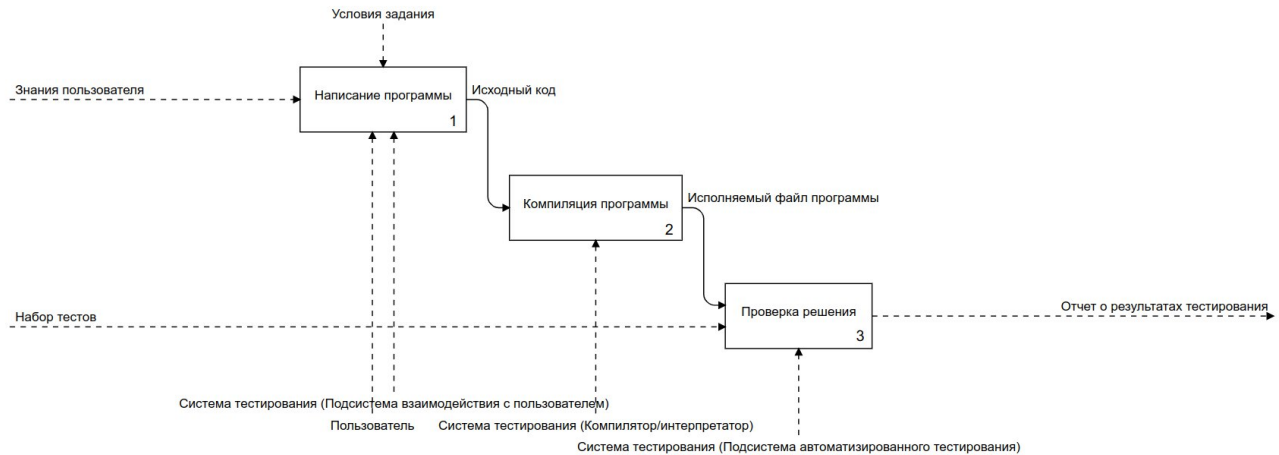 Условия задания
Знания пользователя
Написание программы
1
Исходный код
Компиляция программы
2
Исполняемый файл программы
Набор тестов
Проверка решения
3
Отчет о результатах тестирования
Система тестирования (Подсистема взаимодействия с пользователем)
Пользователь
Система тестирования (Компилятор/интерпретатор)
Система тестирования (Подсистема автоматизированного тестирования)